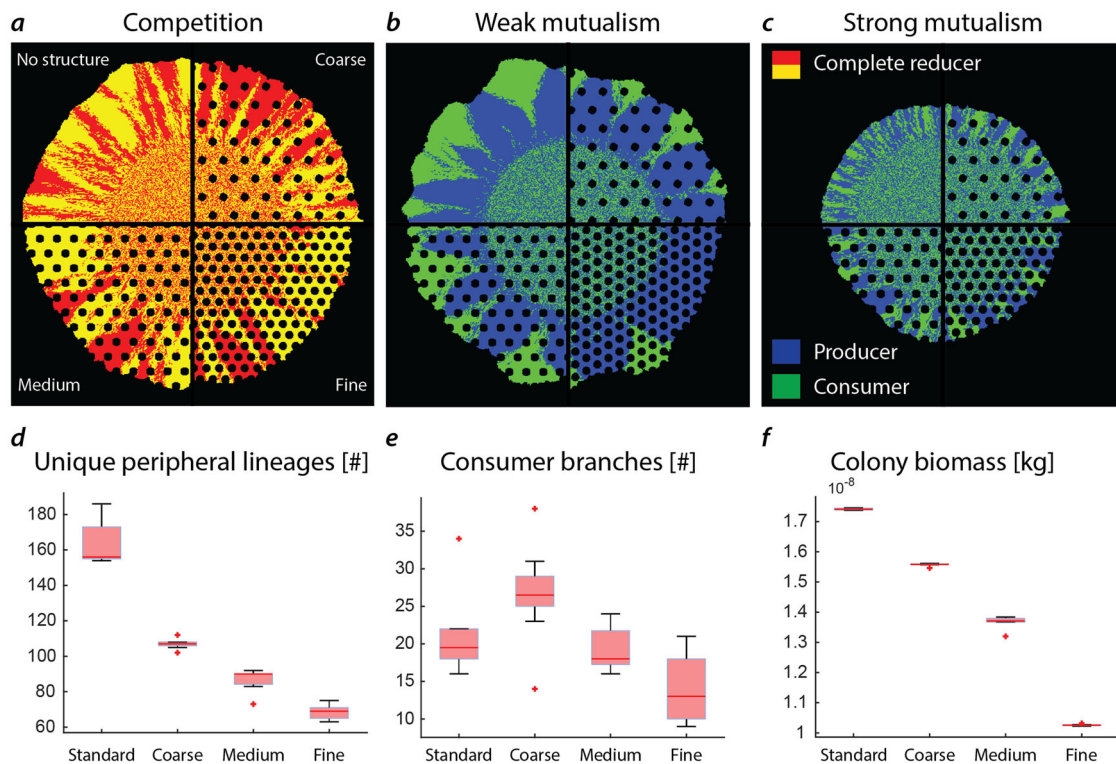 a Competition
b Weak mutualism
c Strong mutualism
No structure
Coarse
Medium
Fine
Complete reducer
Producer
Consumer
d
Unique peripheral lineages [#]
180
160
140
120
100
80
60
Standard Coarse Medium Fine
e
Consumer branches [#]
35
30
25
20
15
10
Standard Coarse Medium Fine
f
Colony biomass [kg]
10-8
1.7
1.6
1.5
1.4
1.3
1.2
1.1
1
Standard Coarse Medium Fine